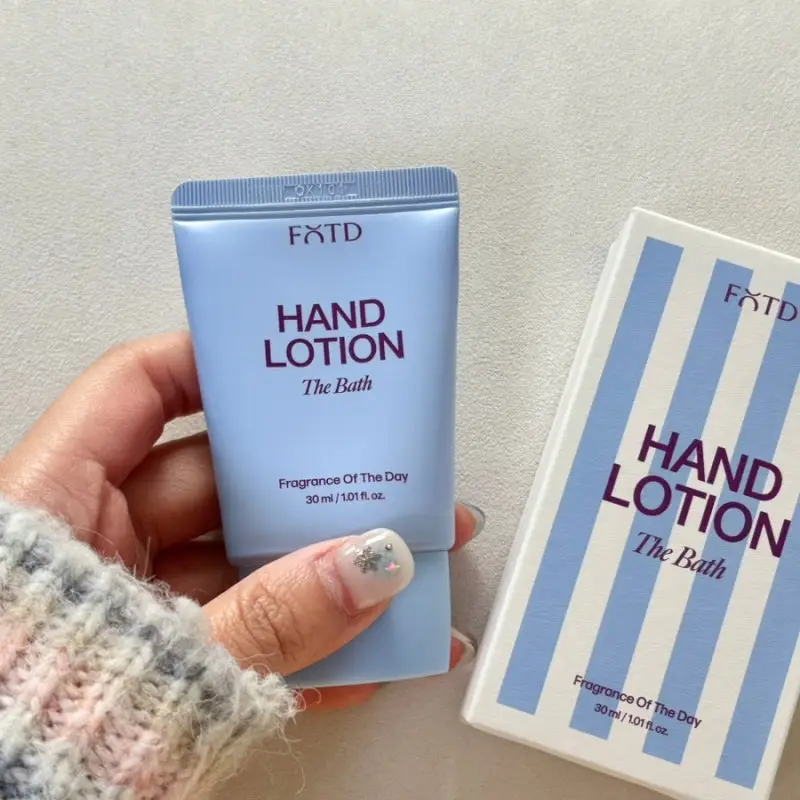 FOTD
HAND
LOTION
The Bath
Fragrance Of The Day
30 ml / 1.01 fl. oz.
FOTD
HAND
LOTION
The Bath
Fragrance Of The Day
30 ml / 1.01 fl. oz.